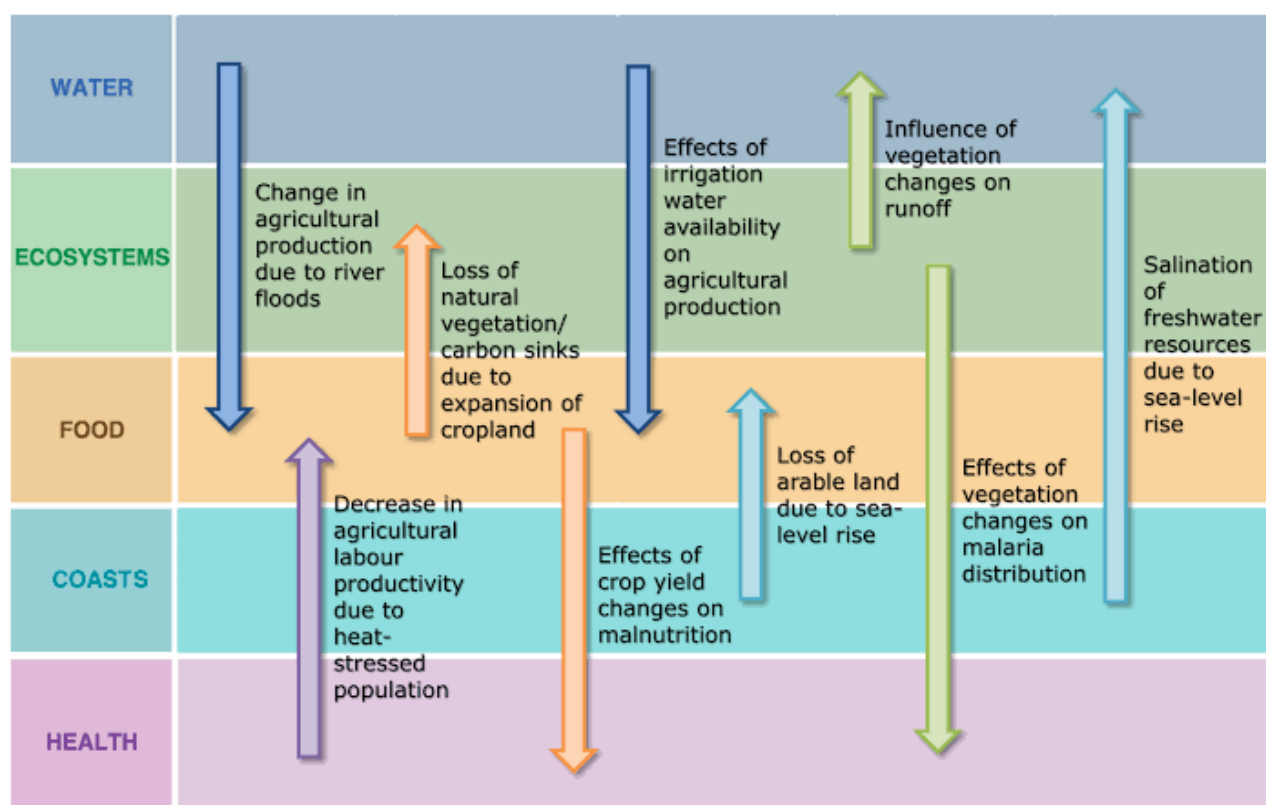 WATER
ECOSYSTEMS
FOOD
COASTS
HEALTH
Change in
agricultural
production
due to river
floods
Loss of
natural
vegetation/
carbon sinks
due to
expansion of
cropland
Decrease in
agricultural
labour
productivity
due to
heat-
stressed
population
Effects of
crop yield
changes on
malnutrition
Effects of
irrigation
water
availability
on
agricultural
production
Loss of
arable land
due to sea-
level rise
Influence of
vegetation
changes on
runoff
Effects of
vegetation
changes on
malaria
distribution
Salination
of
freshwater
resources
due to
sea-level
rise